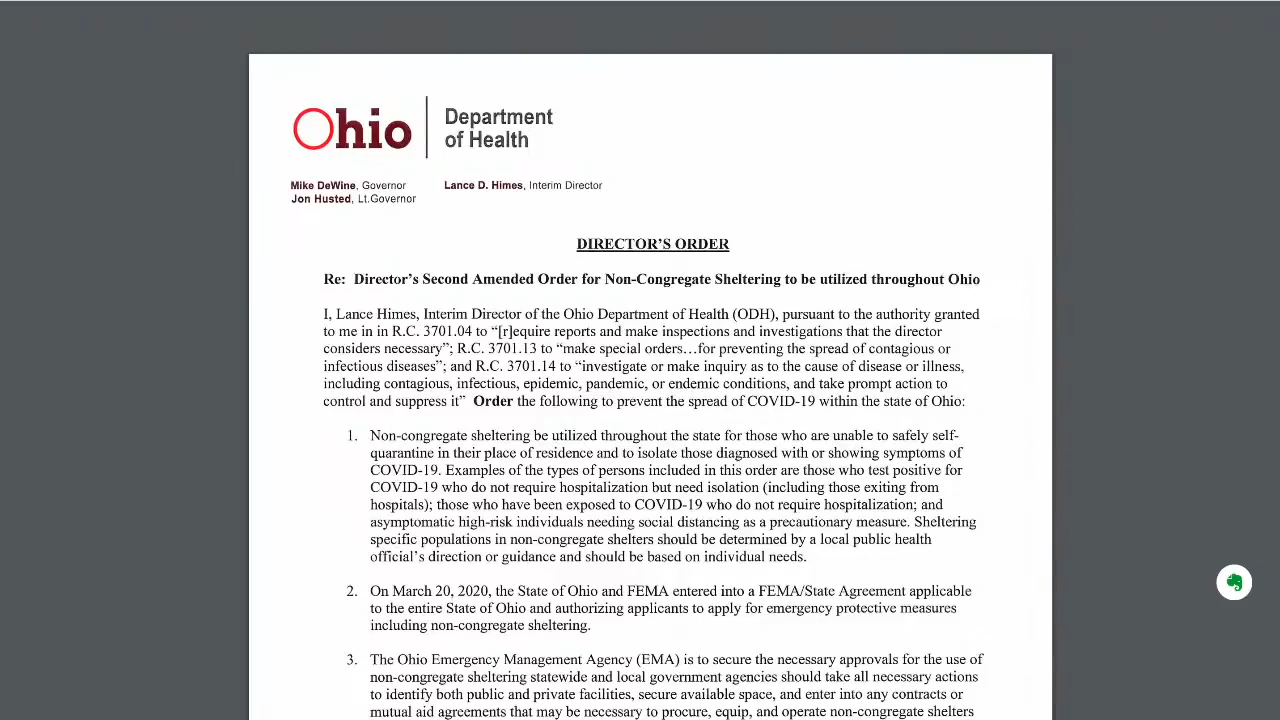 Ohio
Department
of Health
Mike DeWine, Governor
Jon Husted, Lt.Governor
Lance D. Himes, Interim Director
DIRECTOR'S ORDER
Re: Director's Second Amended Order for Non-Congregate Sheltering to be utilized throughout Ohio
I, Lance Himes, Interim Director of the Ohio Department of Health (ODH), pursuant to the authority granted
to me in in R.C. 3701.04 to “[r]equire reports and make inspections and investigations that the director
considers necessary”; R.C. 3701.13 to “make special orders…for preventing the spread of contagious or
infectious diseases”; and R.C. 3701.14 to “investigate or make inquiry as to the cause of disease or illness,
including contagious, infectious, epidemic, pandemic, or endemic conditions, and take prompt action to
control and suppress it” Order the following to prevent the spread of COVID-19 within the state of Ohio:
1. Non-congregate sheltering be utilized throughout the state for those who are unable to safely self-
quarantine in their place of residence and to isolate those diagnosed with or showing symptoms of
COVID-19. Examples of the types of persons included in this order are those who test positive for
COVID-19 who do not require hospitalization but need isolation (including those exiting from
hospitals); those who have been exposed to COVID-19 who do not require hospitalization; and
asymptomatic high-risk individuals needing social distancing as a precautionary measure. Sheltering
specific populations in non-congregate shelters should be determined by a local public health
official's direction or guidance and should be based on individual needs.
2. On March 20, 2020, the State of Ohio and FEMA entered into a FEMA/State Agreement applicable
to the entire State of Ohio and authorizing applicants to apply for emergency protective measures
including non-congregate sheltering.
3. The Ohio Emergency Management Agency (EMA) is to secure the necessary approvals for the use of
non-congregate sheltering statewide and local government agencies should take all necessary actions
to identify both public and private facilities, secure available space, and enter into any contracts or
mutual aid agreements that may be necessary to procure, equip, and operate non-congregate shelters